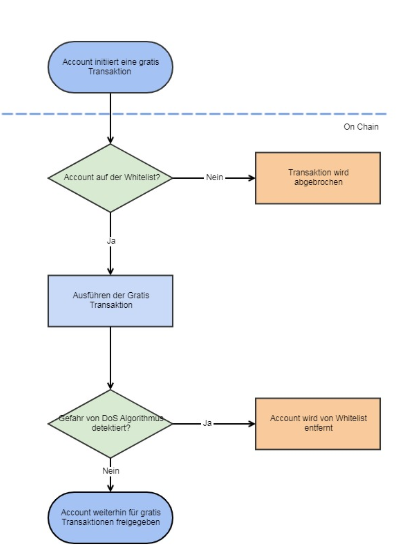 Account initiiert eine gratis
Transaktion
On Chain
Account auf der Whitelist?
Nein
Transaktion wird
abgebrochen
Ja
Ausführen der Gratis
Transaktion
Gefahr von DoS Algorithmus
detektiert?
Ja
Account wird von Whitelist
entfernt
Nein
Account weiterhin für gratis
Transaktionen freigegeben